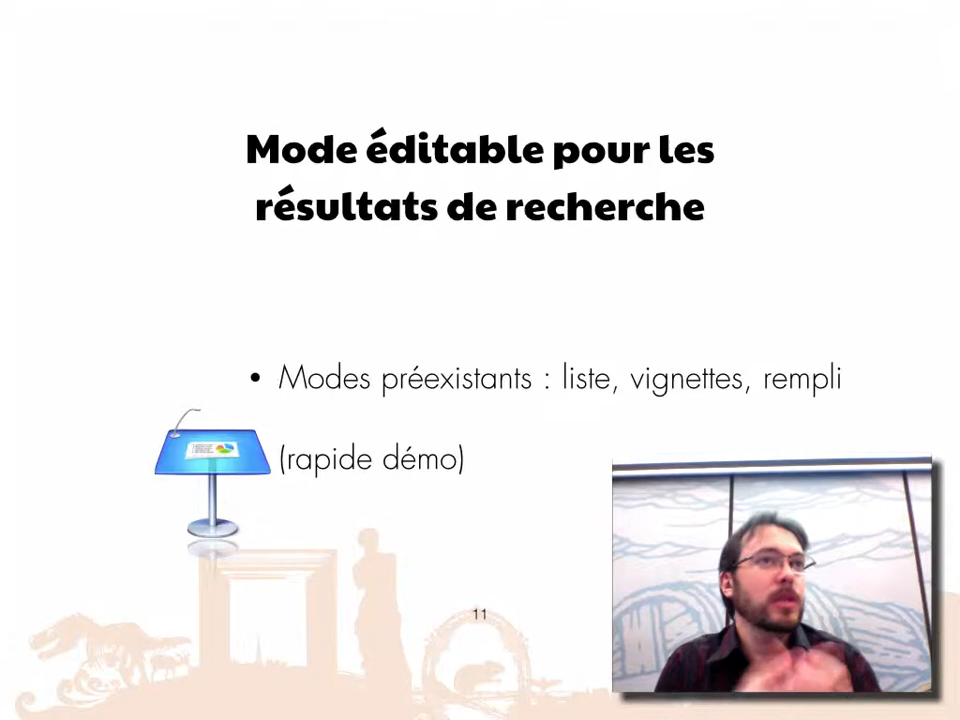 Mode éditable pour les
résultats de recherche
• Modes préexistants : liste, vignettes, rempli
(rapide démo)
11